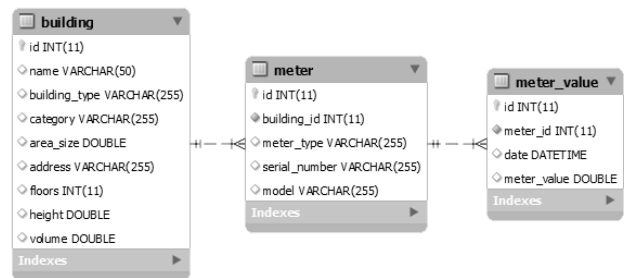 building
id INT(11)
name VARCHAR(50)
building_type VARCHAR(255)
category VARCHAR(255)
area_size DOUBLE
address VARCHAR(255)
floors INT(11)
height DOUBLE
volume DOUBLE
Indexes
meter
id INT(11)
building_id INT(11)
meter_type VARCHAR(255)
serial_number VARCHAR(255)
model VARCHAR(255)
Indexes
meter_value
id INT(11)
meter_id INT(11)
date DATETIME
meter_value DOUBLE
Indexes